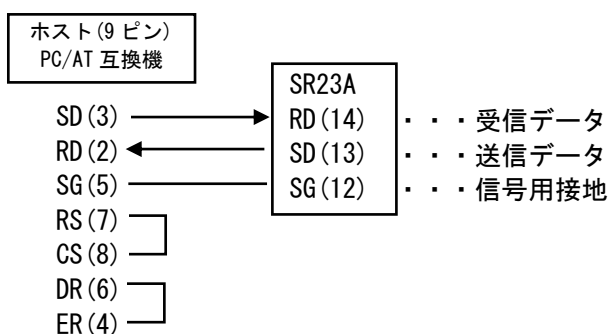 ホスト(9 ピン)
PC/AT 互換機
SR23A
SD(3) RD(14) ・・・受信データ
RD(2) SD(13) ・・・送信データ
SG(5) SG(12) ・・・信号用接地
RS(7)
CS(8)
DR(6)
ER(4)